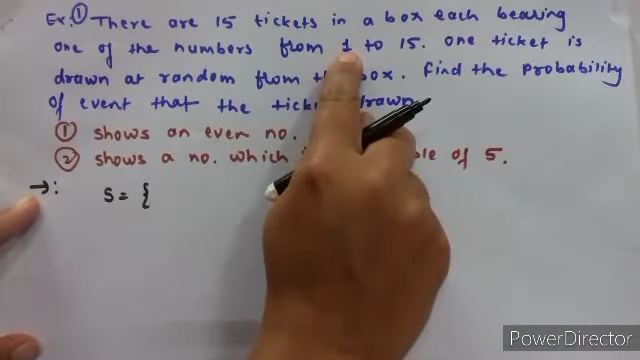 Ex:① There are 15 tickets in a box each bearing
one of the numbers from 1 to 15. one ticket is
drawn at random from the box. Find the probability
of event that the ticket drawn
① shows an even no.
② shows a no. which of 5.
→: S = {
PowerDirector